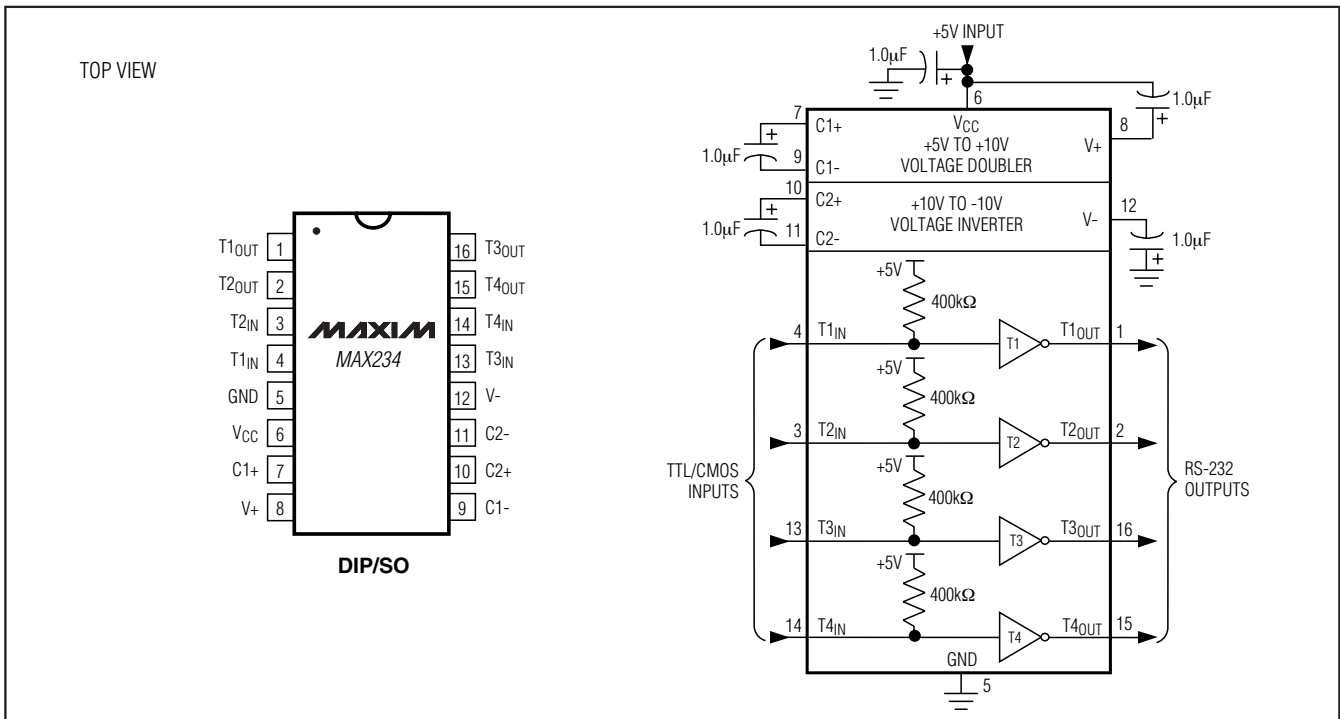 TOP VIEW
T1OUT 1
T2OUT 2
T2IN 3
T1IN 4
GND 5
VCC 6
C1+ 7
V+ 8
MAXIM
MAX234
16 T3OUT
15 T4OUT
14 T4IN
13 T3IN
12 V-
11 C2-
10 C2+
9 C1-
DIP/SO
+5V INPUT
1.0µF
+
6
1.0µF
+
7 C1+
1.0µF
+
9 C1-
VCC
+5V TO +10V
VOLTAGE DOUBLER
V+ 8
10 C2+
1.0µF
+
11 C2-
+10V TO -10V
VOLTAGE INVERTER
V- 12
1.0µF
+
+5V
400kΩ
4 T1IN
T1
T1OUT 1
+5V
400kΩ
3 T2IN
T2
T2OUT 2
TTL/CMOS
INPUTS
RS-232
OUTPUTS
+5V
400kΩ
13 T3IN
T3
T3OUT 16
+5V
400kΩ
14 T4IN
T4
T4OUT 15
GND
5